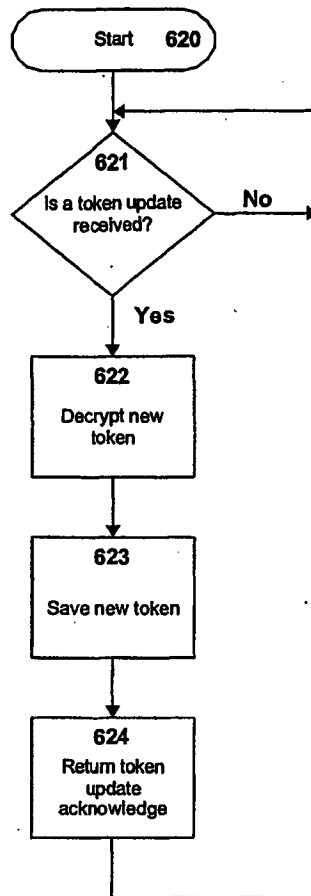 Start 620
621
Is a token update
received?
No
Yes
622
Decrypt new
token
623
Save new token
624
Return token
update
acknowledge